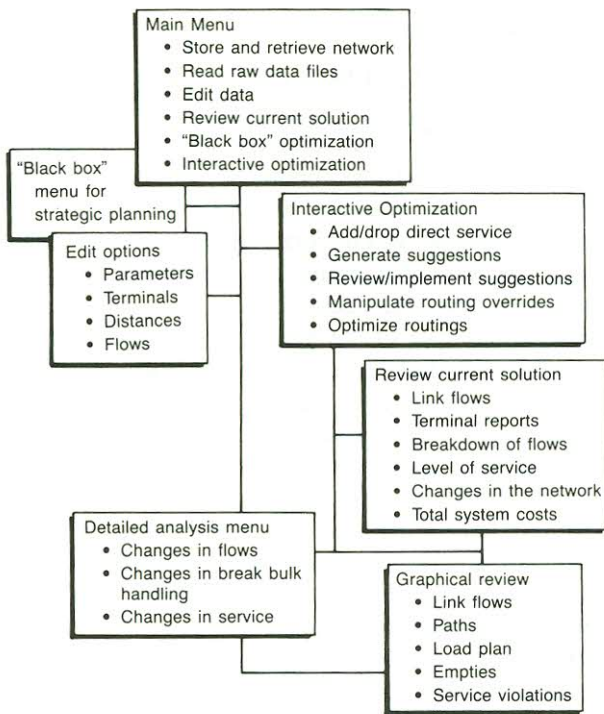 Main Menu
• Store and retrieve network
• Read raw data files
• Edit data
• Review current solution
• "Black box" optimization
• Interactive optimization
"Black box"
menu for
strategic planning
Edit options
• Parameters
• Terminals
• Distances
• Flows
Interactive Optimization
• Add/drop direct service
• Generate suggestions
• Review/implement suggestions
• Manipulate routing overrides
• Optimize routings
Review current solution
• Link flows
• Terminal reports
• Breakdown of flows
• Level of service
• Changes in the network
• Total system costs
Detailed analysis menu
• Changes in flows
• Changes in break bulk
handling
• Changes in service
Graphical review
• Link flows
• Paths
• Load plan
• Empties
• Service violations